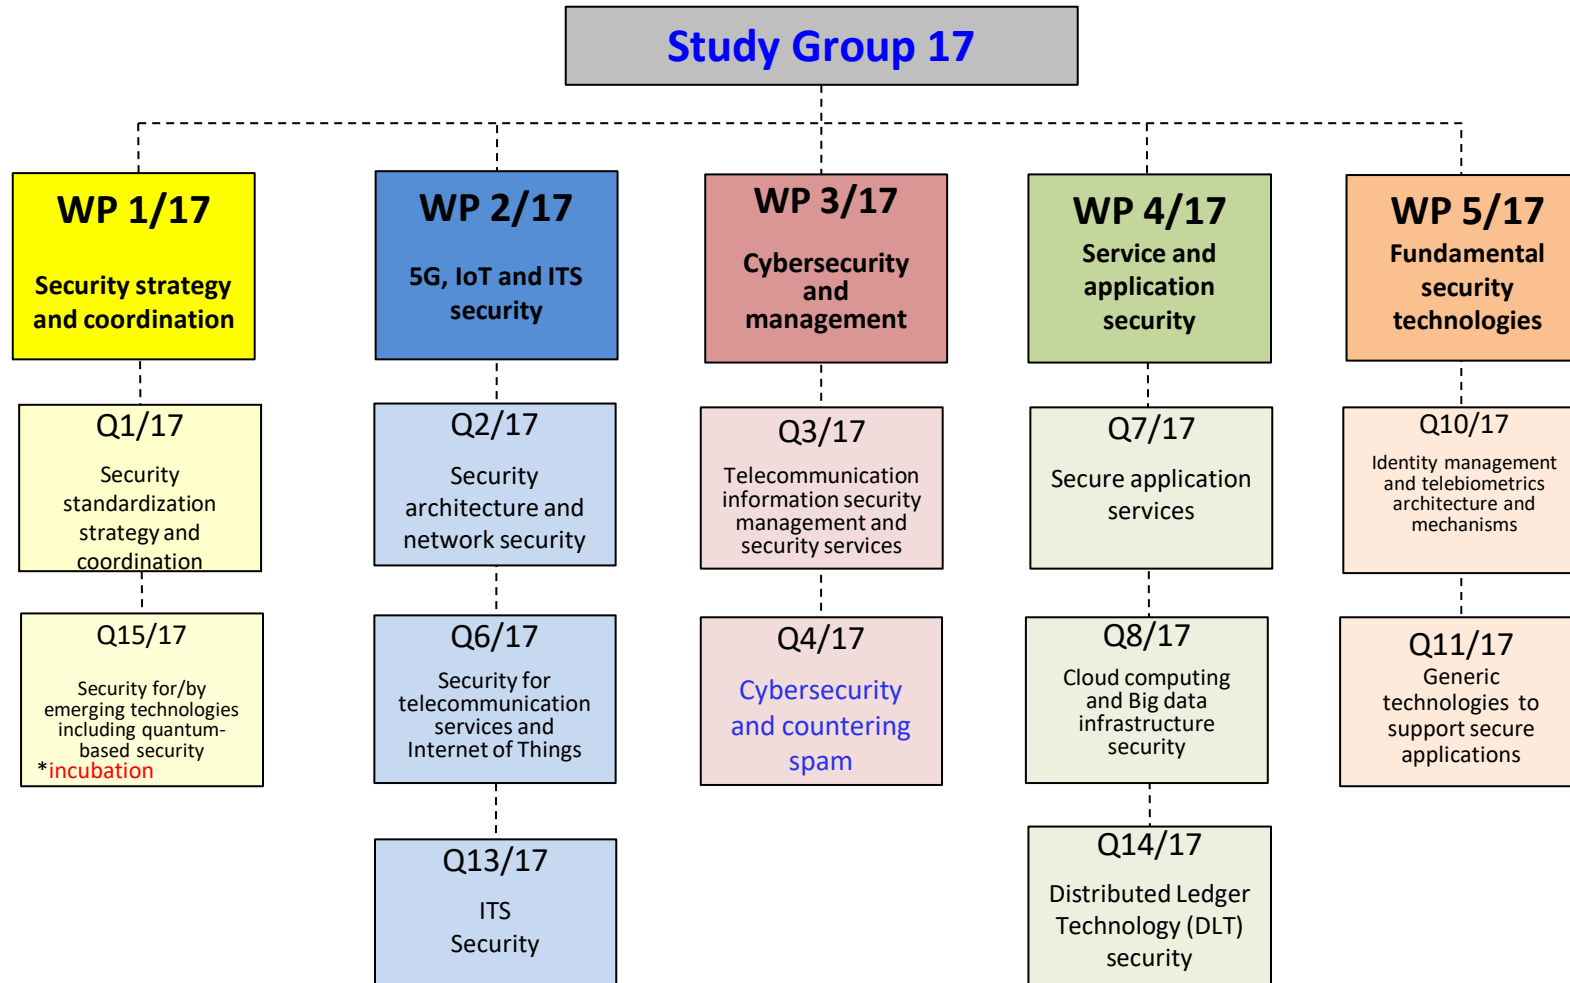 Study Group 17
WP 1/17
Security strategy
and coordination
WP 2/17
5G, IoT and ITS
security
WP 3/17
Cybersecurity
and
management
WP 4/17
Service and
application
security
WP 5/17
Fundamental
security
technologies
Q1/17
Security
standardization
strategy and
coordination
Q2/17
Security
architecture and
network security
Q3/17
Telecommunication
information security
management and
security services
Q7/17
Secure application
services
Q10/17
Identity management
and telebiometrics
architecture and
mechanisms
Q15/17
Security for/by
emerging technologies
including quantum-
based security
*incubation
Q6/17
Security for
telecommunication
services and
Internet of Things
Q4/17
Cybersecurity
and countering
spam
Q8/17
Cloud computing
and Big data
infrastructure
security
Q11/17
Generic
technologies to
support secure
applications
Q13/17
ITS
Security
Q14/17
Distributed Ledger
Technology (DLT)
security